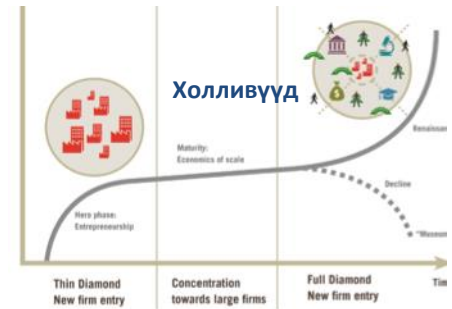 Холливүүд
Maturity:
Economics of scale
Hero phase:
Entrepreneurship
Renaissan
Decline
"Museum
Thin Diamond
New firm entry
Concentration
towards large firms
Full Diamond
New firm entry
Tim
$